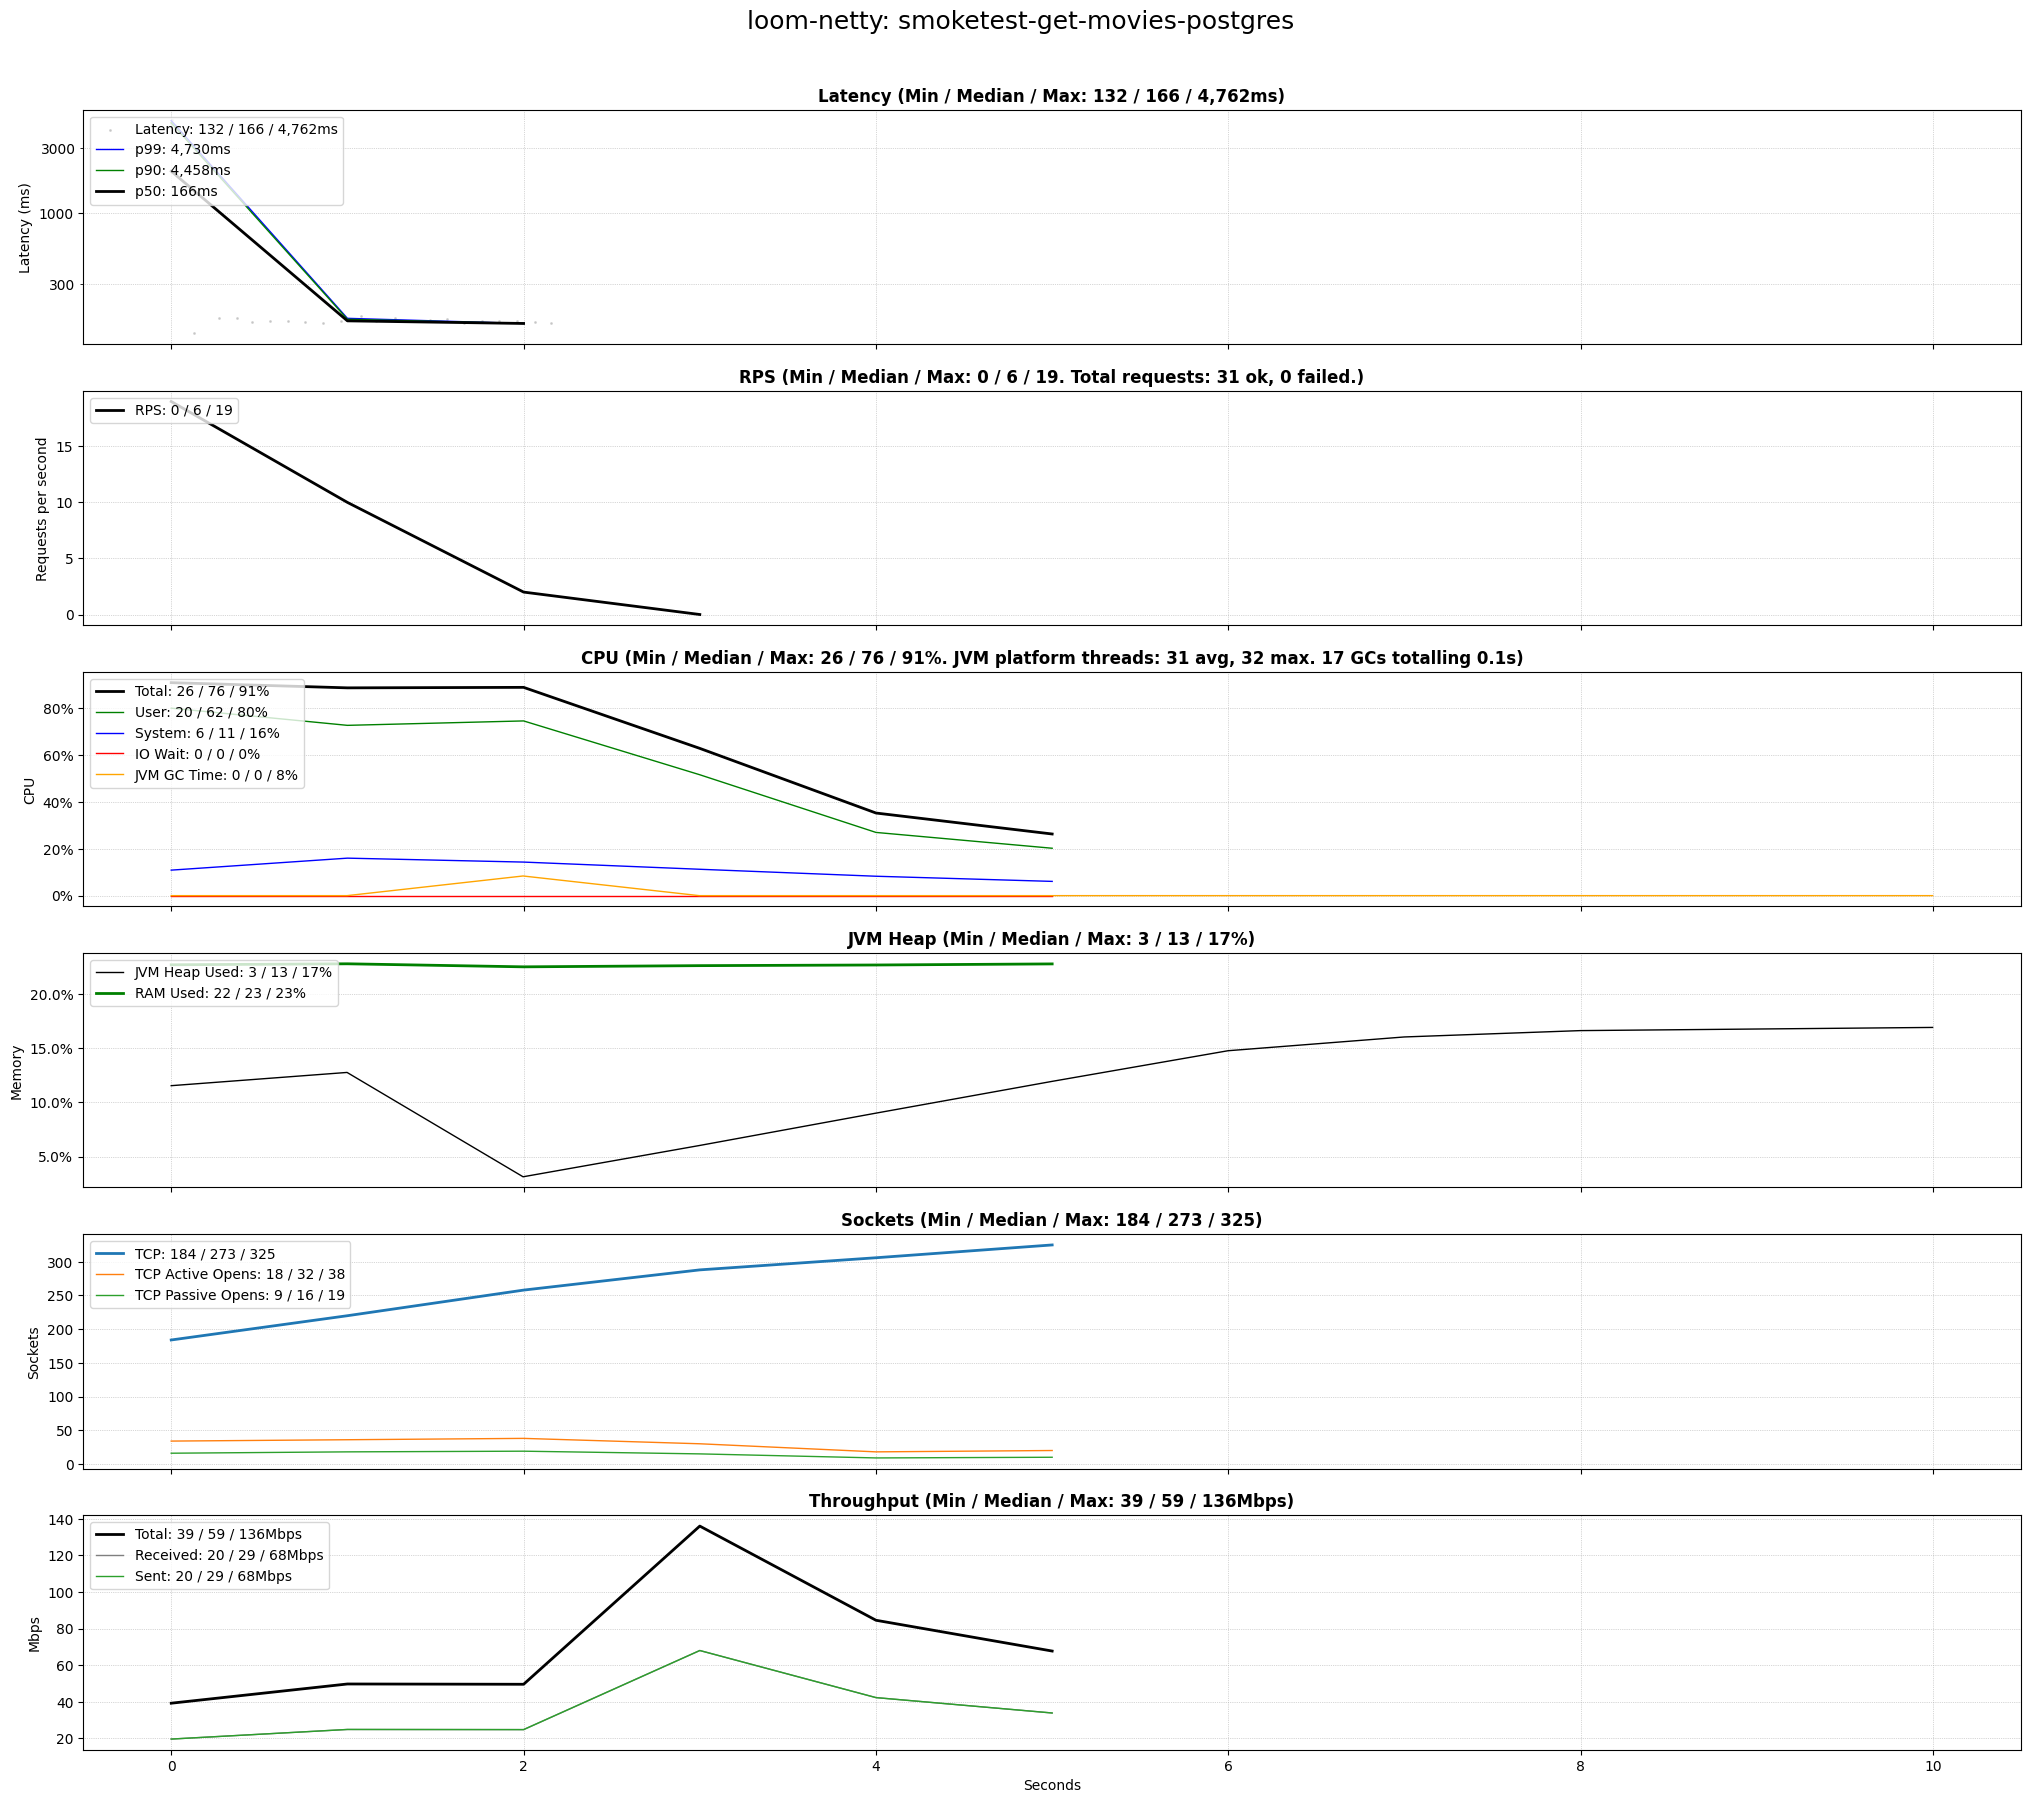 loom-netty: smoketest-get-movies-postgres
Latency (Min / Median / Max: 132 / 166 / 4,762ms)
Latency: 132 / 166 / 4,762ms
p99: 4,730ms
p90: 4,458ms
p50: 166ms
3000
1000
300
Latency (ms)
RPS (Min / Median / Max: 0 / 6 / 19. Total requests: 31 ok, 0 failed.)
RPS: 0 / 6 / 19
15
10
5
0
Requests per second
CPU (Min / Median / Max: 26 / 76 / 91%. JVM platform threads: 31 avg, 32 max. 17 GCs totalling 0.1s)
Total: 26 / 76 / 91%
User: 20 / 62 / 80%
System: 6 / 11 / 16%
IO Wait: 0 / 0 / 0%
JVM GC Time: 0 / 0 / 8%
80%
60%
40%
20%
0%
CPU
JVM Heap (Min / Median / Max: 3 / 13 / 17%)
JVM Heap Used: 3 / 13 / 17%
RAM Used: 22 / 23 / 23%
20.0%
15.0%
10.0%
5.0%
Memory
Sockets (Min / Median / Max: 184 / 273 / 325)
TCP: 184 / 273 / 325
TCP Active Opens: 18 / 32 / 38
TCP Passive Opens: 9 / 16 / 19
300
250
200
150
100
50
0
Sockets
Throughput (Min / Median / Max: 39 / 59 / 136Mbps)
Total: 39 / 59 / 136Mbps
Received: 20 / 29 / 68Mbps
Sent: 20 / 29 / 68Mbps
140
120
100
80
60
40
20
Mbps
0 2 4 6 8 10
Seconds